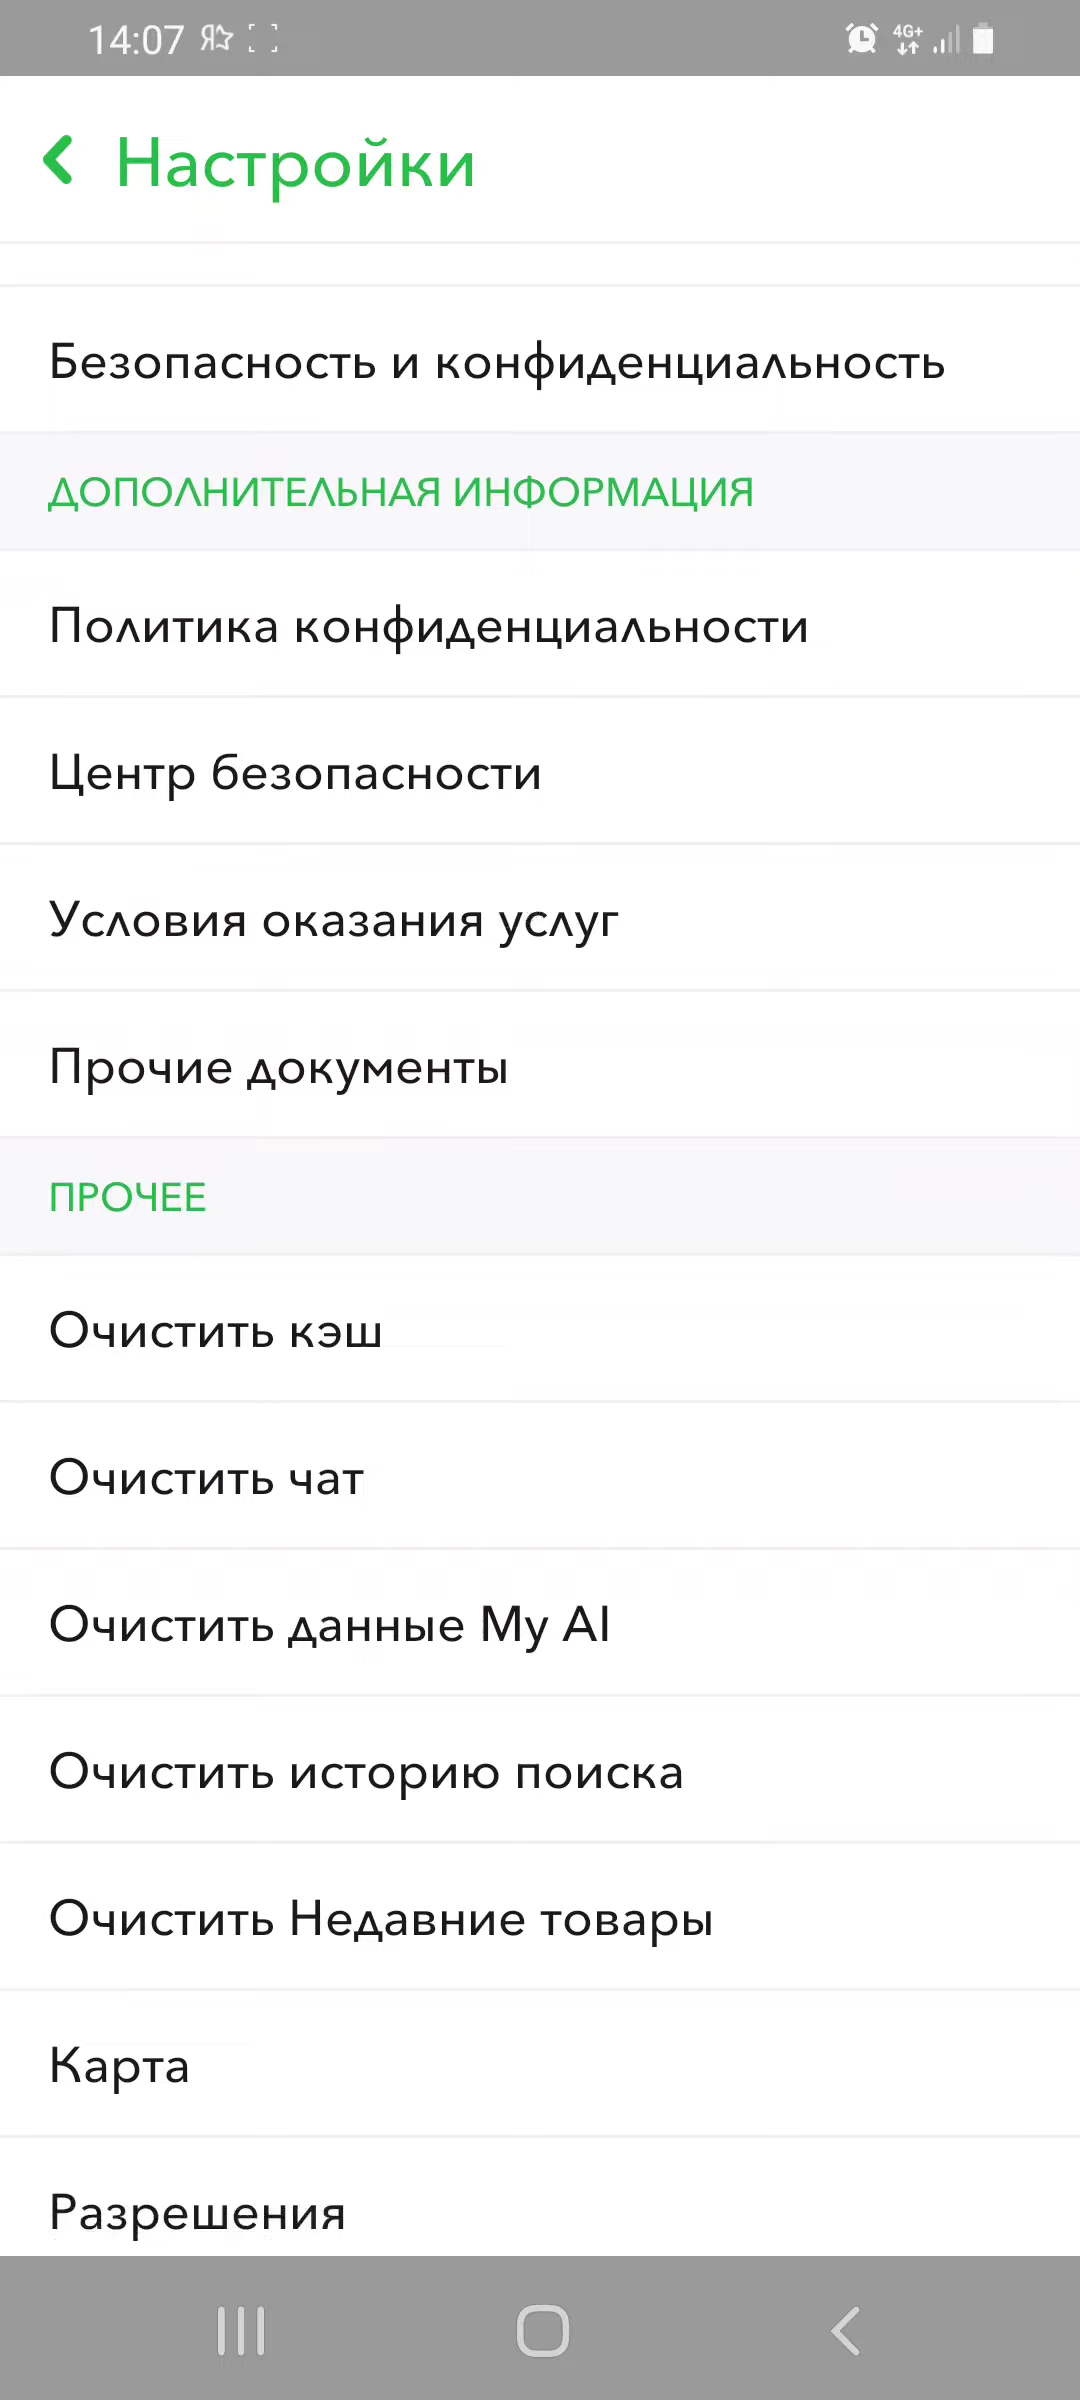 14:07 Я
4G+
Настройки
Безопасность и конфиденциальность
ДОПОЛНИТЕЛЬНАЯ ИНФОРМАЦИЯ
Политика конфиденциальности
Центр безопасности
Условия оказания услуг
Прочие документы
ПРОЧЕЕ
Очистить кэш
Очистить чат
Очистить данные My AI
Очистить историю поиска
Очистить Недавние товары
Карта
Разрешения